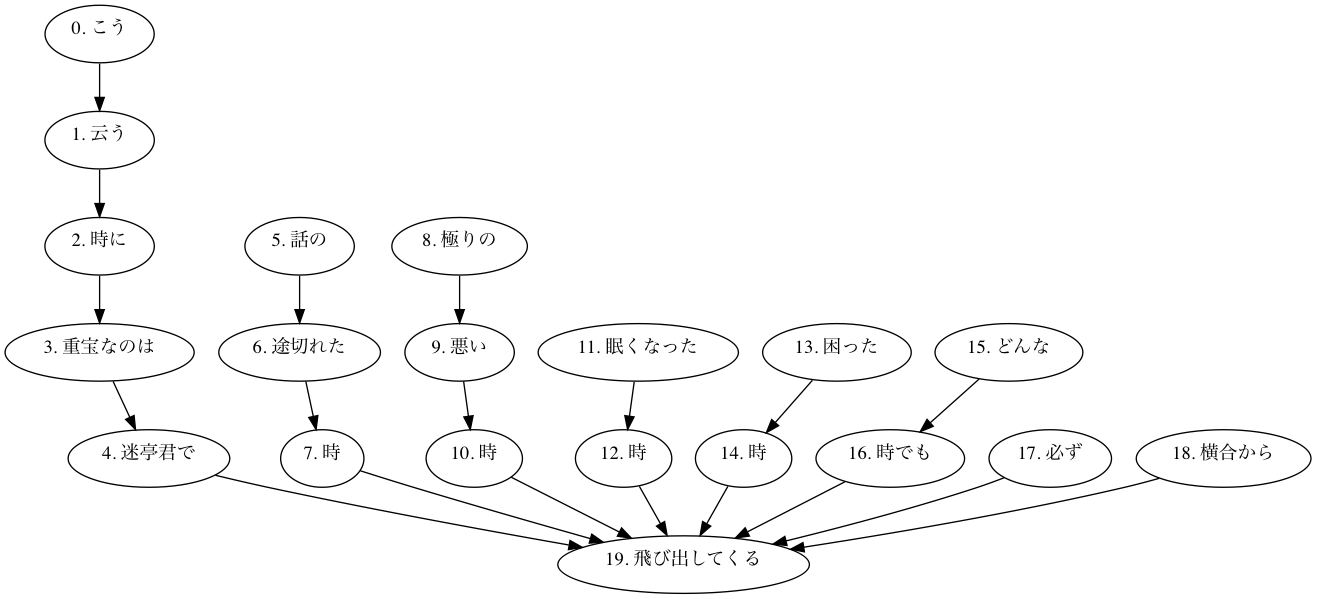 0. こう
1. 云う
2. 時に
5. 話の
8. 極りの
3. 重宝なのは
6. 途切れた
9. 悪い
11. 眠くなった
13. 困った
15. どんな
4. 迷亭君で
7. 時
10. 時
12. 時
14. 時
16. 時でも
17. 必ず
18. 横合から
19. 飛び出してくる